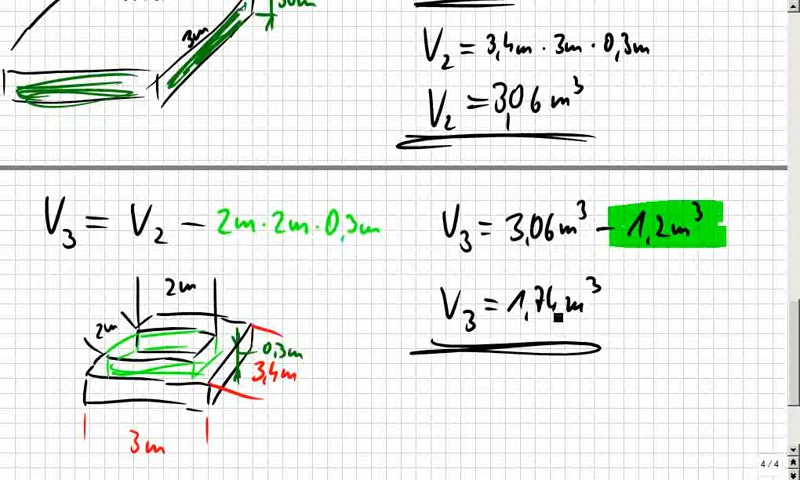 3m
V₂ = 3,4m · 3m · 0,3m
V₂ = 3,06 m³
V₃ = V₂ − 2m · 2m · 0,3m
V₃ = 3,06m³ − 1,2m³
2m
2m
V₃ = 1,74m³
0,3m
3,4m
3m
4 / 4